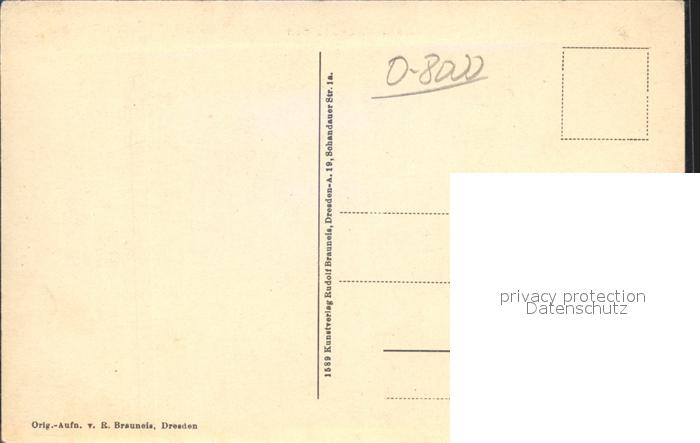 O-8000
1589 Kunstverlag Rudolf Brauneis, Dresden-A. 19, Schandauer Str. 1a.
privacy protection
Datenschutz
Orig.-Aufn. v. R. Brauneis, Dresden